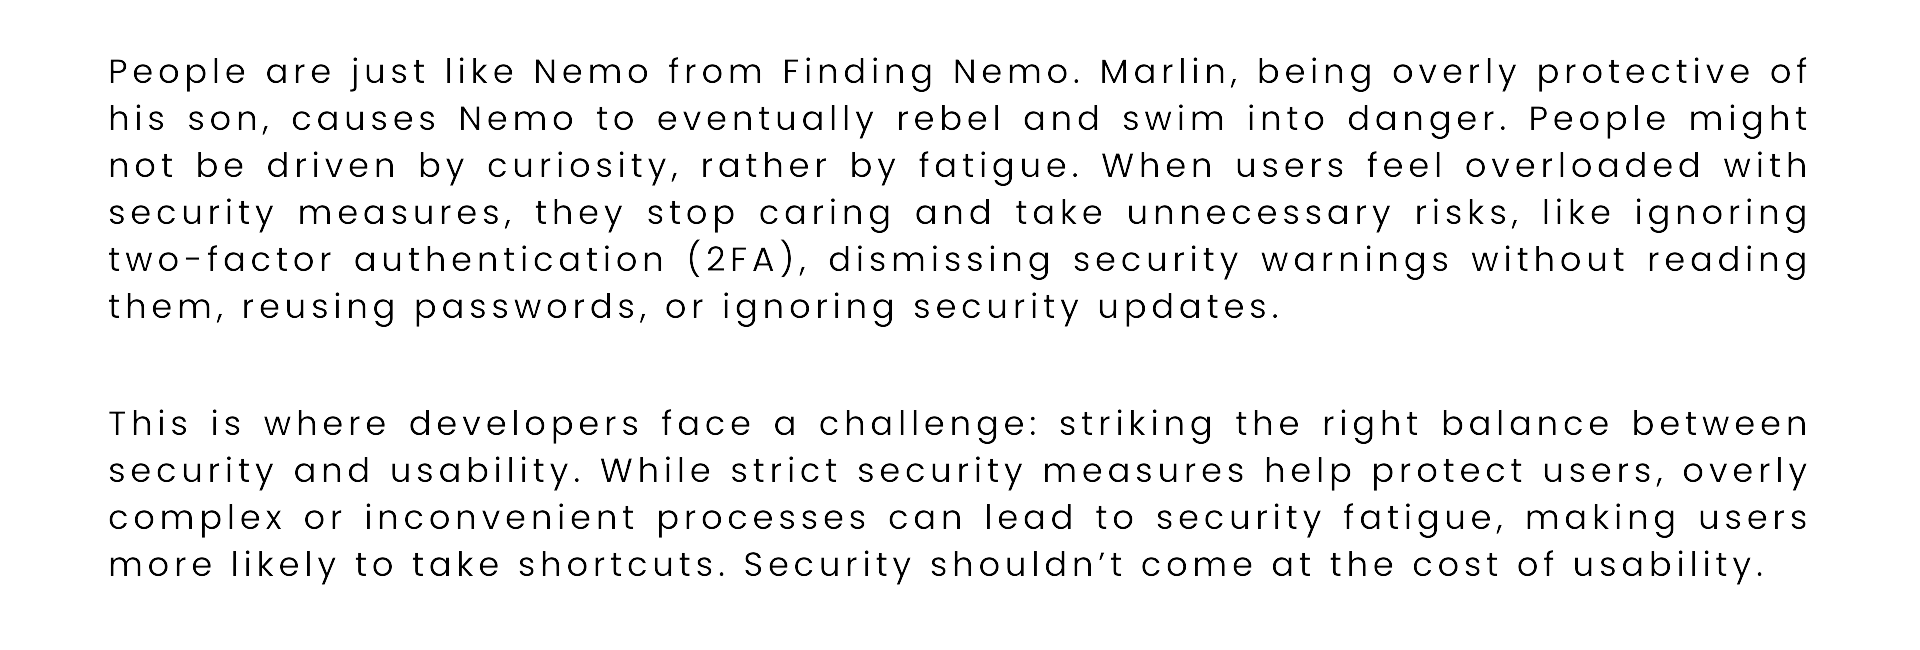 People are just like Nemo from Finding Nemo. Marlin, being overly protective of
his son, causes Nemo to eventually rebel and swim into danger. People might
not be driven by curiosity, rather by fatigue. When users feel overloaded with
security measures, they stop caring and take unnecessary risks, like ignoring
two-factor authentication (2FA), dismissing security warnings without reading
them, reusing passwords, or ignoring security updates.
This is where developers face a challenge: striking the right balance between
security and usability. While strict security measures help protect users, overly
complex or inconvenient processes can lead to security fatigue, making users
more likely to take shortcuts. Security shouldn’t come at the cost of usability.